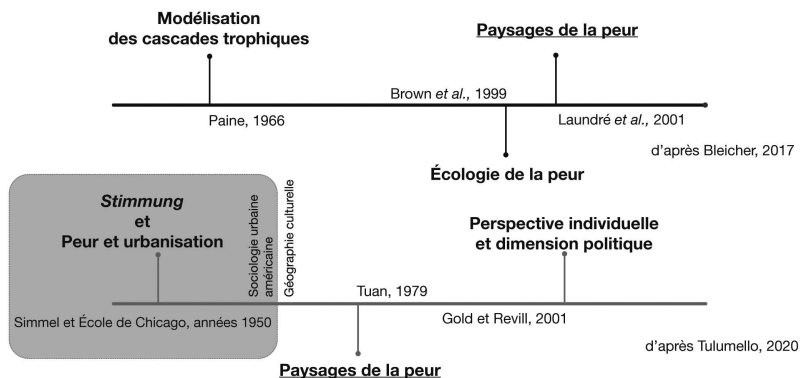 Modélisation
des cascades trophiques
Paysages de la peur
Brown et al., 1999
Paine, 1966
Laundré et al., 2001
d'après Bleicher, 2017
Écologie de la peur
Stimmung
et
Peur et urbanisation
Sociologie urbaine
américaine
Géographie culturelle
Perspective individuelle
et dimension politique
Tuan, 1979
Simmel et École de Chicago, années 1950
Gold et Revill, 2001
d'après Tulumello, 2020
Paysages de la peur